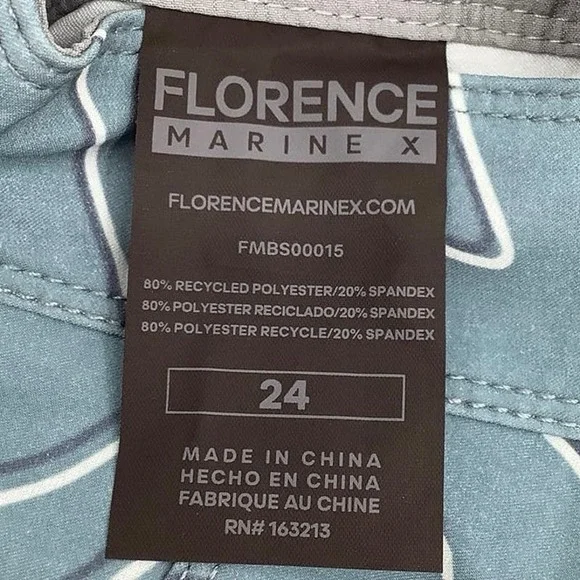 FLORENCE
MARINE X
FLORENCEMARINEX.COM
FMBS00015
80% RECYCLED POLYESTER/20% SPANDEX
80% POLYESTER RECICLADO/20% SPANDEX
80% POLYESTER RECYCLE/20% SPANDEX
24
MADE IN CHINA
HECHO EN CHINA
FABRIQUE AU CHINE
RN# 163213